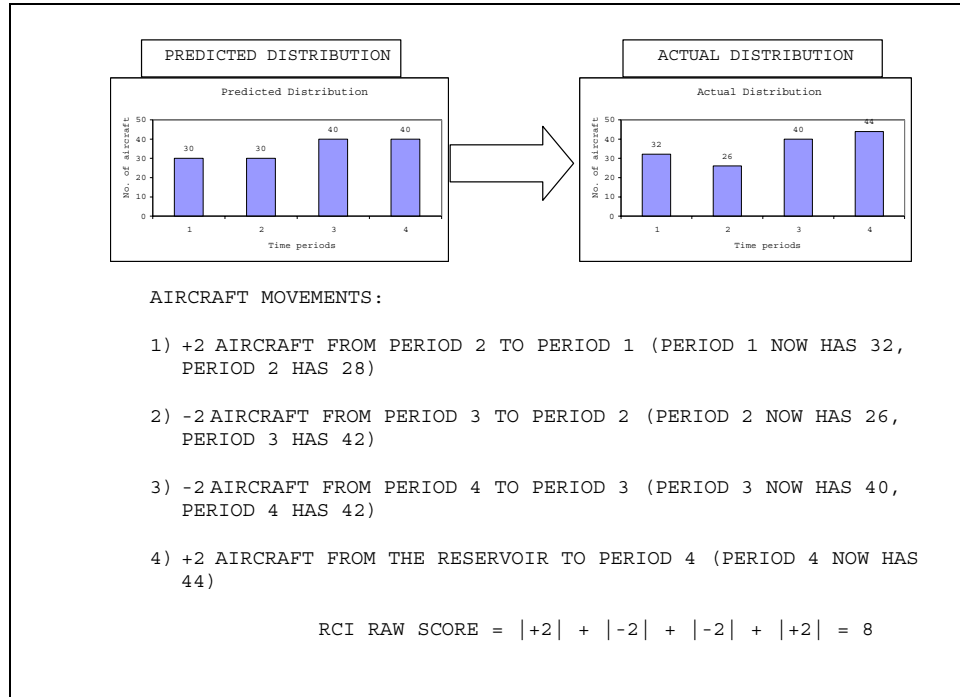 PREDICTED DISTRIBUTION
ACTUAL DISTRIBUTION
Predicted Distribution
No. of aircraft
50
40
30
20
10
0
30
30
40
40
1 2 3 4
Time periods
Actual Distribution
No. of aircraft
50
40
30
20
10
0
32
26
40
44
1 2 3 4
Time periods
AIRCRAFT MOVEMENTS:
1) +2 AIRCRAFT FROM PERIOD 2 TO PERIOD 1 (PERIOD 1 NOW HAS 32,
PERIOD 2 HAS 28)
2) -2 AIRCRAFT FROM PERIOD 3 TO PERIOD 2 (PERIOD 2 NOW HAS 26,
PERIOD 3 HAS 42)
3) -2 AIRCRAFT FROM PERIOD 4 TO PERIOD 3 (PERIOD 3 NOW HAS 40,
PERIOD 4 HAS 42)
4) +2 AIRCRAFT FROM THE RESERVOIR TO PERIOD 4 (PERIOD 4 NOW HAS
44)
RCI RAW SCORE = |+2| + |-2| + |-2| + |+2| = 8